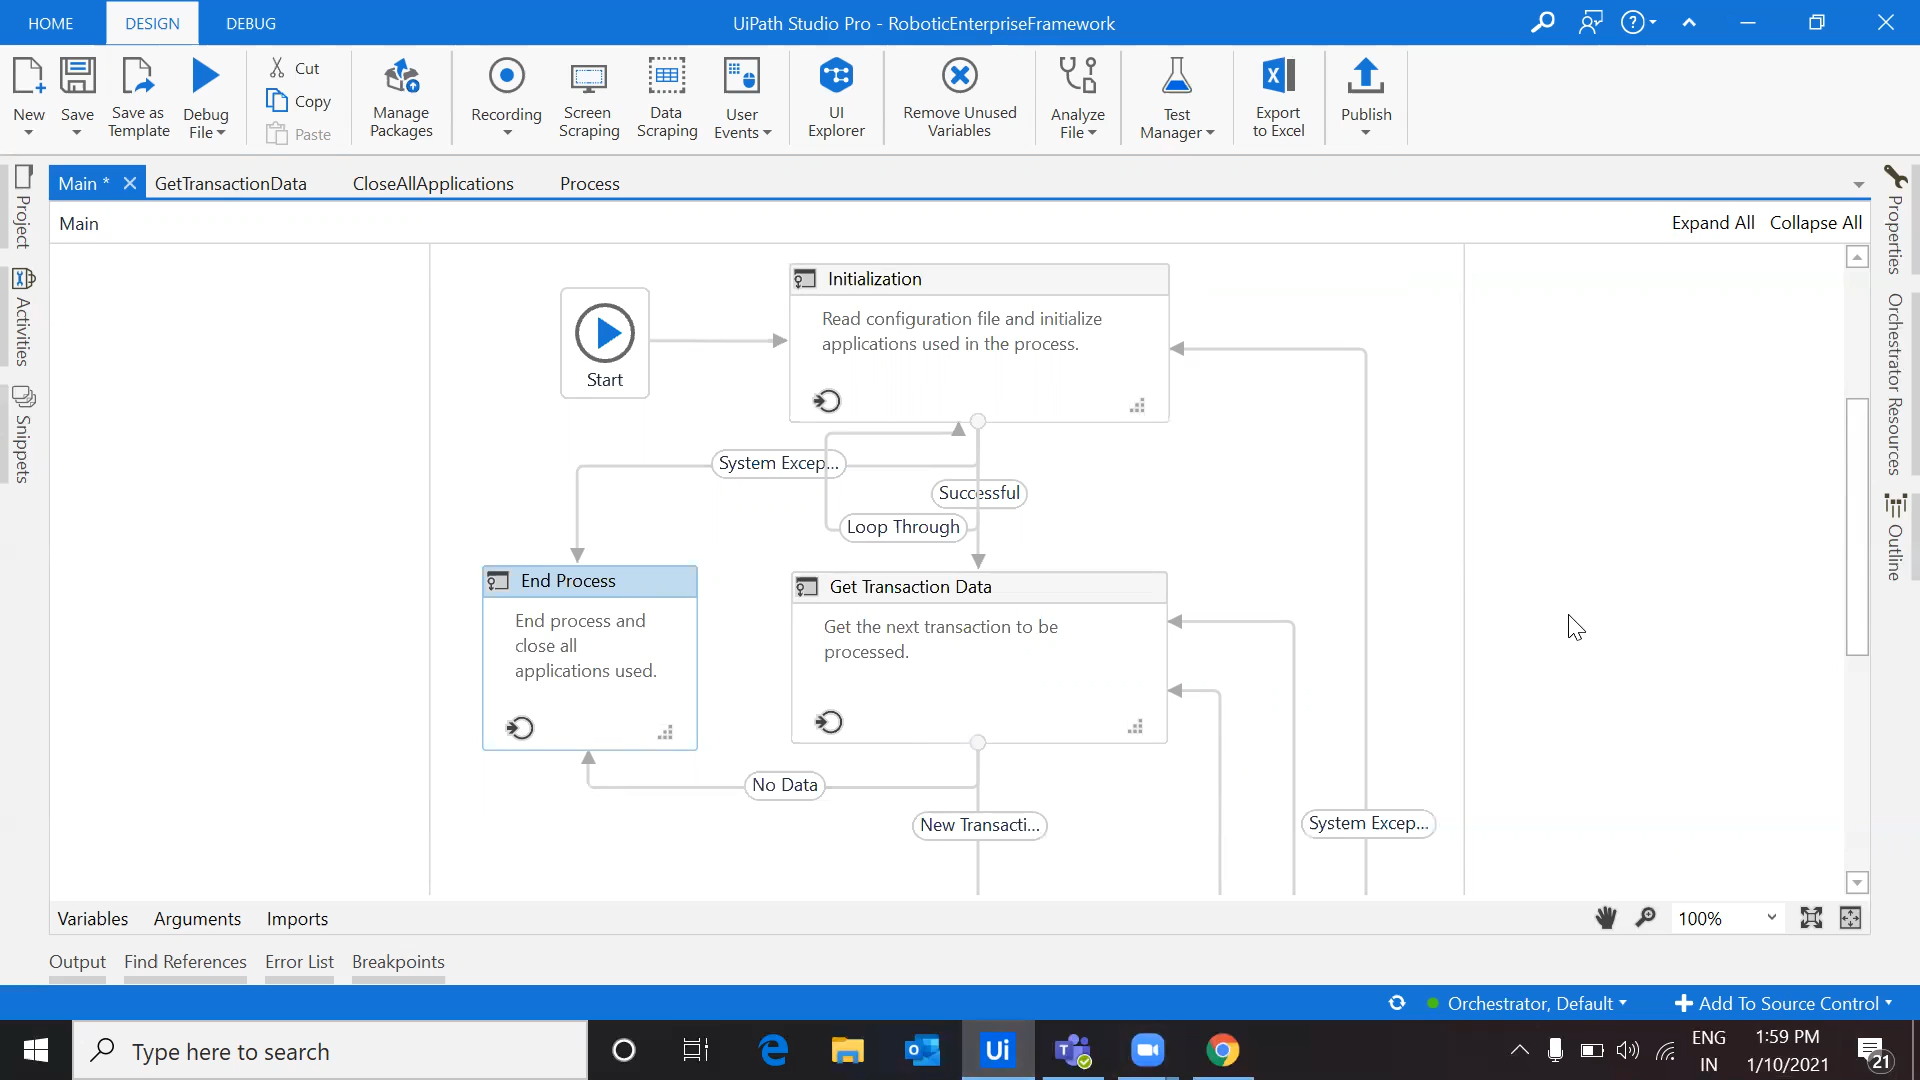 HOME
DESIGN
DEBUG
UiPath Studio Pro - RoboticEnterpriseFramework
New
Save
Save as
Template
Debug
File
Cut
Copy
Paste
Manage
Packages
Recording
Screen
Scraping
Data
Scraping
User
Events
UI
Explorer
Remove Unused
Variables
Analyze
File
Test
Manager
Export
to Excel
Publish
Main *
GetTransactionData
CloseAllApplications
Process
Main
Expand All
Collapse All
Project
Activities
Snippets
Properties
Orchestrator Resources
Outline
Start
Initialization
Read configuration file and initialize
applications used in the process.
System Excep...
Successful
Loop Through
End Process
End process and
close all
applications used.
Get Transaction Data
Get the next transaction to be
processed.
No Data
New Transacti...
System Excep...
Variables
Arguments
Imports
100%
Output
Find References
Error List
Breakpoints
Orchestrator, Default
Add To Source Control
Type here to search
Ui
ENG
IN
1:59 PM
1/10/2021
21